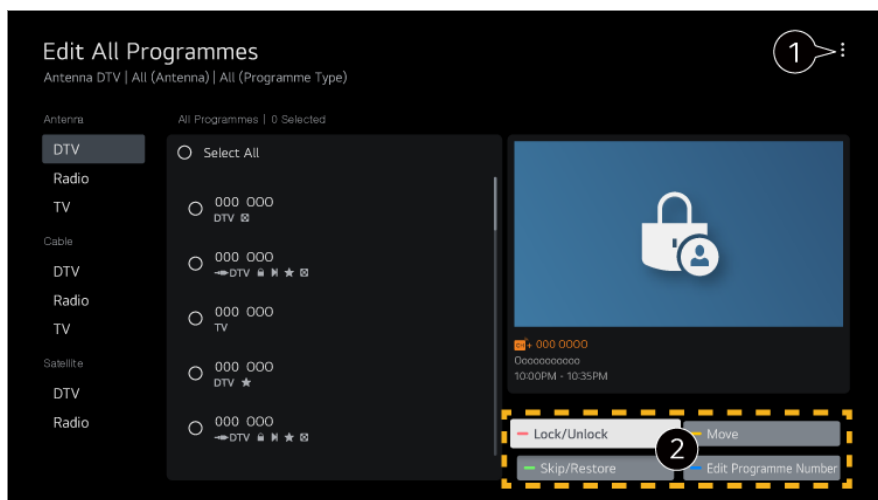 Edit All Programmes
1
Antenna DTV | All (Antenna) | All (Programme Type)
Antenna
DTV
Radio
TV
Cable
DTV
Radio
TV
Satellite
DTV
Radio
All Programmes | 0 Selected
Select All
000 000
DTV
000 000
DTV
000 000
TV
000 000
DTV
000 000
DTV
+ 000 0000
Ooooooooooo
10:00PM - 10:35PM
Lock/Unlock
Move
2
Skip/Restore
Edit Programme Number